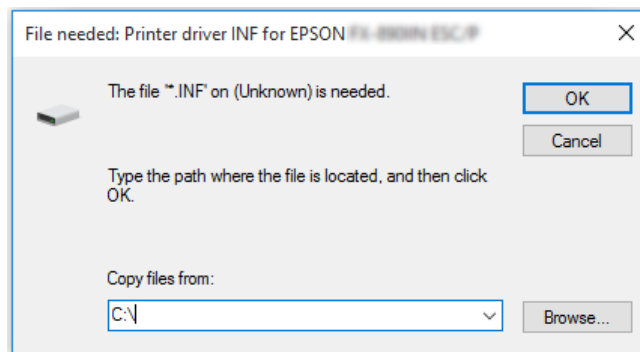 File needed: Printer driver INF for EPSON
The file '*.INF' on (Unknown) is needed.
OK
Cancel
Type the path where the file is located, and then click
OK.
Copy files from:
C:\
Browse...